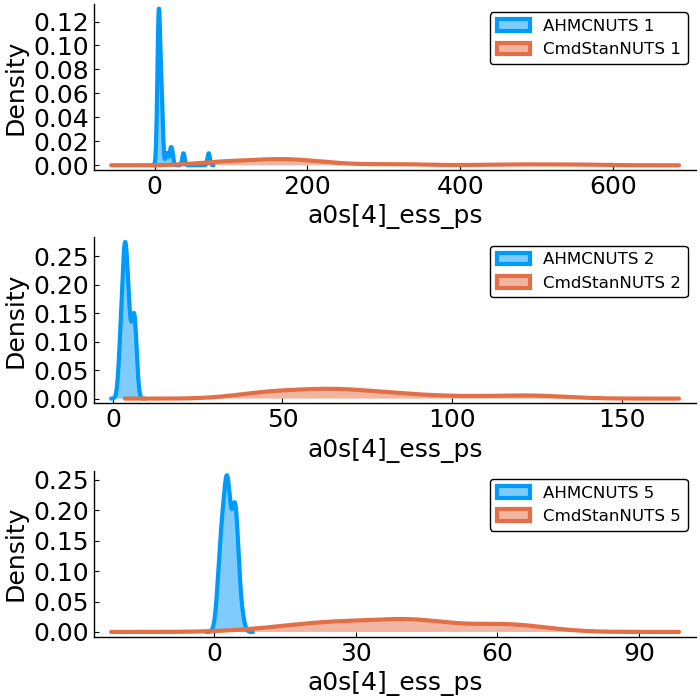 0.12
0.10
0.08
0.06
0.04
0.02
0.00
Density
AHMCNUTS 1
CmdStanNUTS 1
0 200 400 600
a0s[4]_ess_ps
0.25
0.20
0.15
0.10
0.05
0.00
Density
AHMCNUTS 2
CmdStanNUTS 2
0 50 100 150
a0s[4]_ess_ps
0.25
0.20
0.15
0.10
0.05
0.00
Density
AHMCNUTS 5
CmdStanNUTS 5
0 30 60 90
a0s[4]_ess_ps